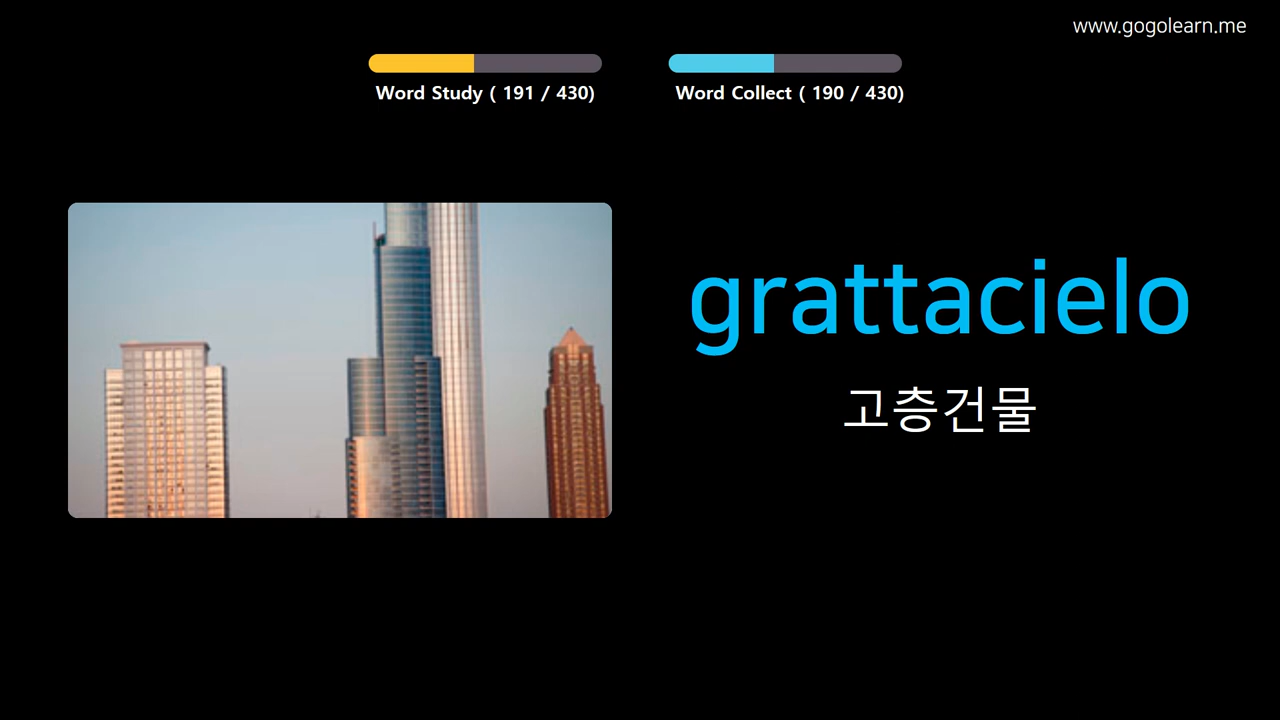 www.gogolearn.me
Word Study ( 191 / 430)
Word Collect ( 190 / 430)
grattacielo
고층건물